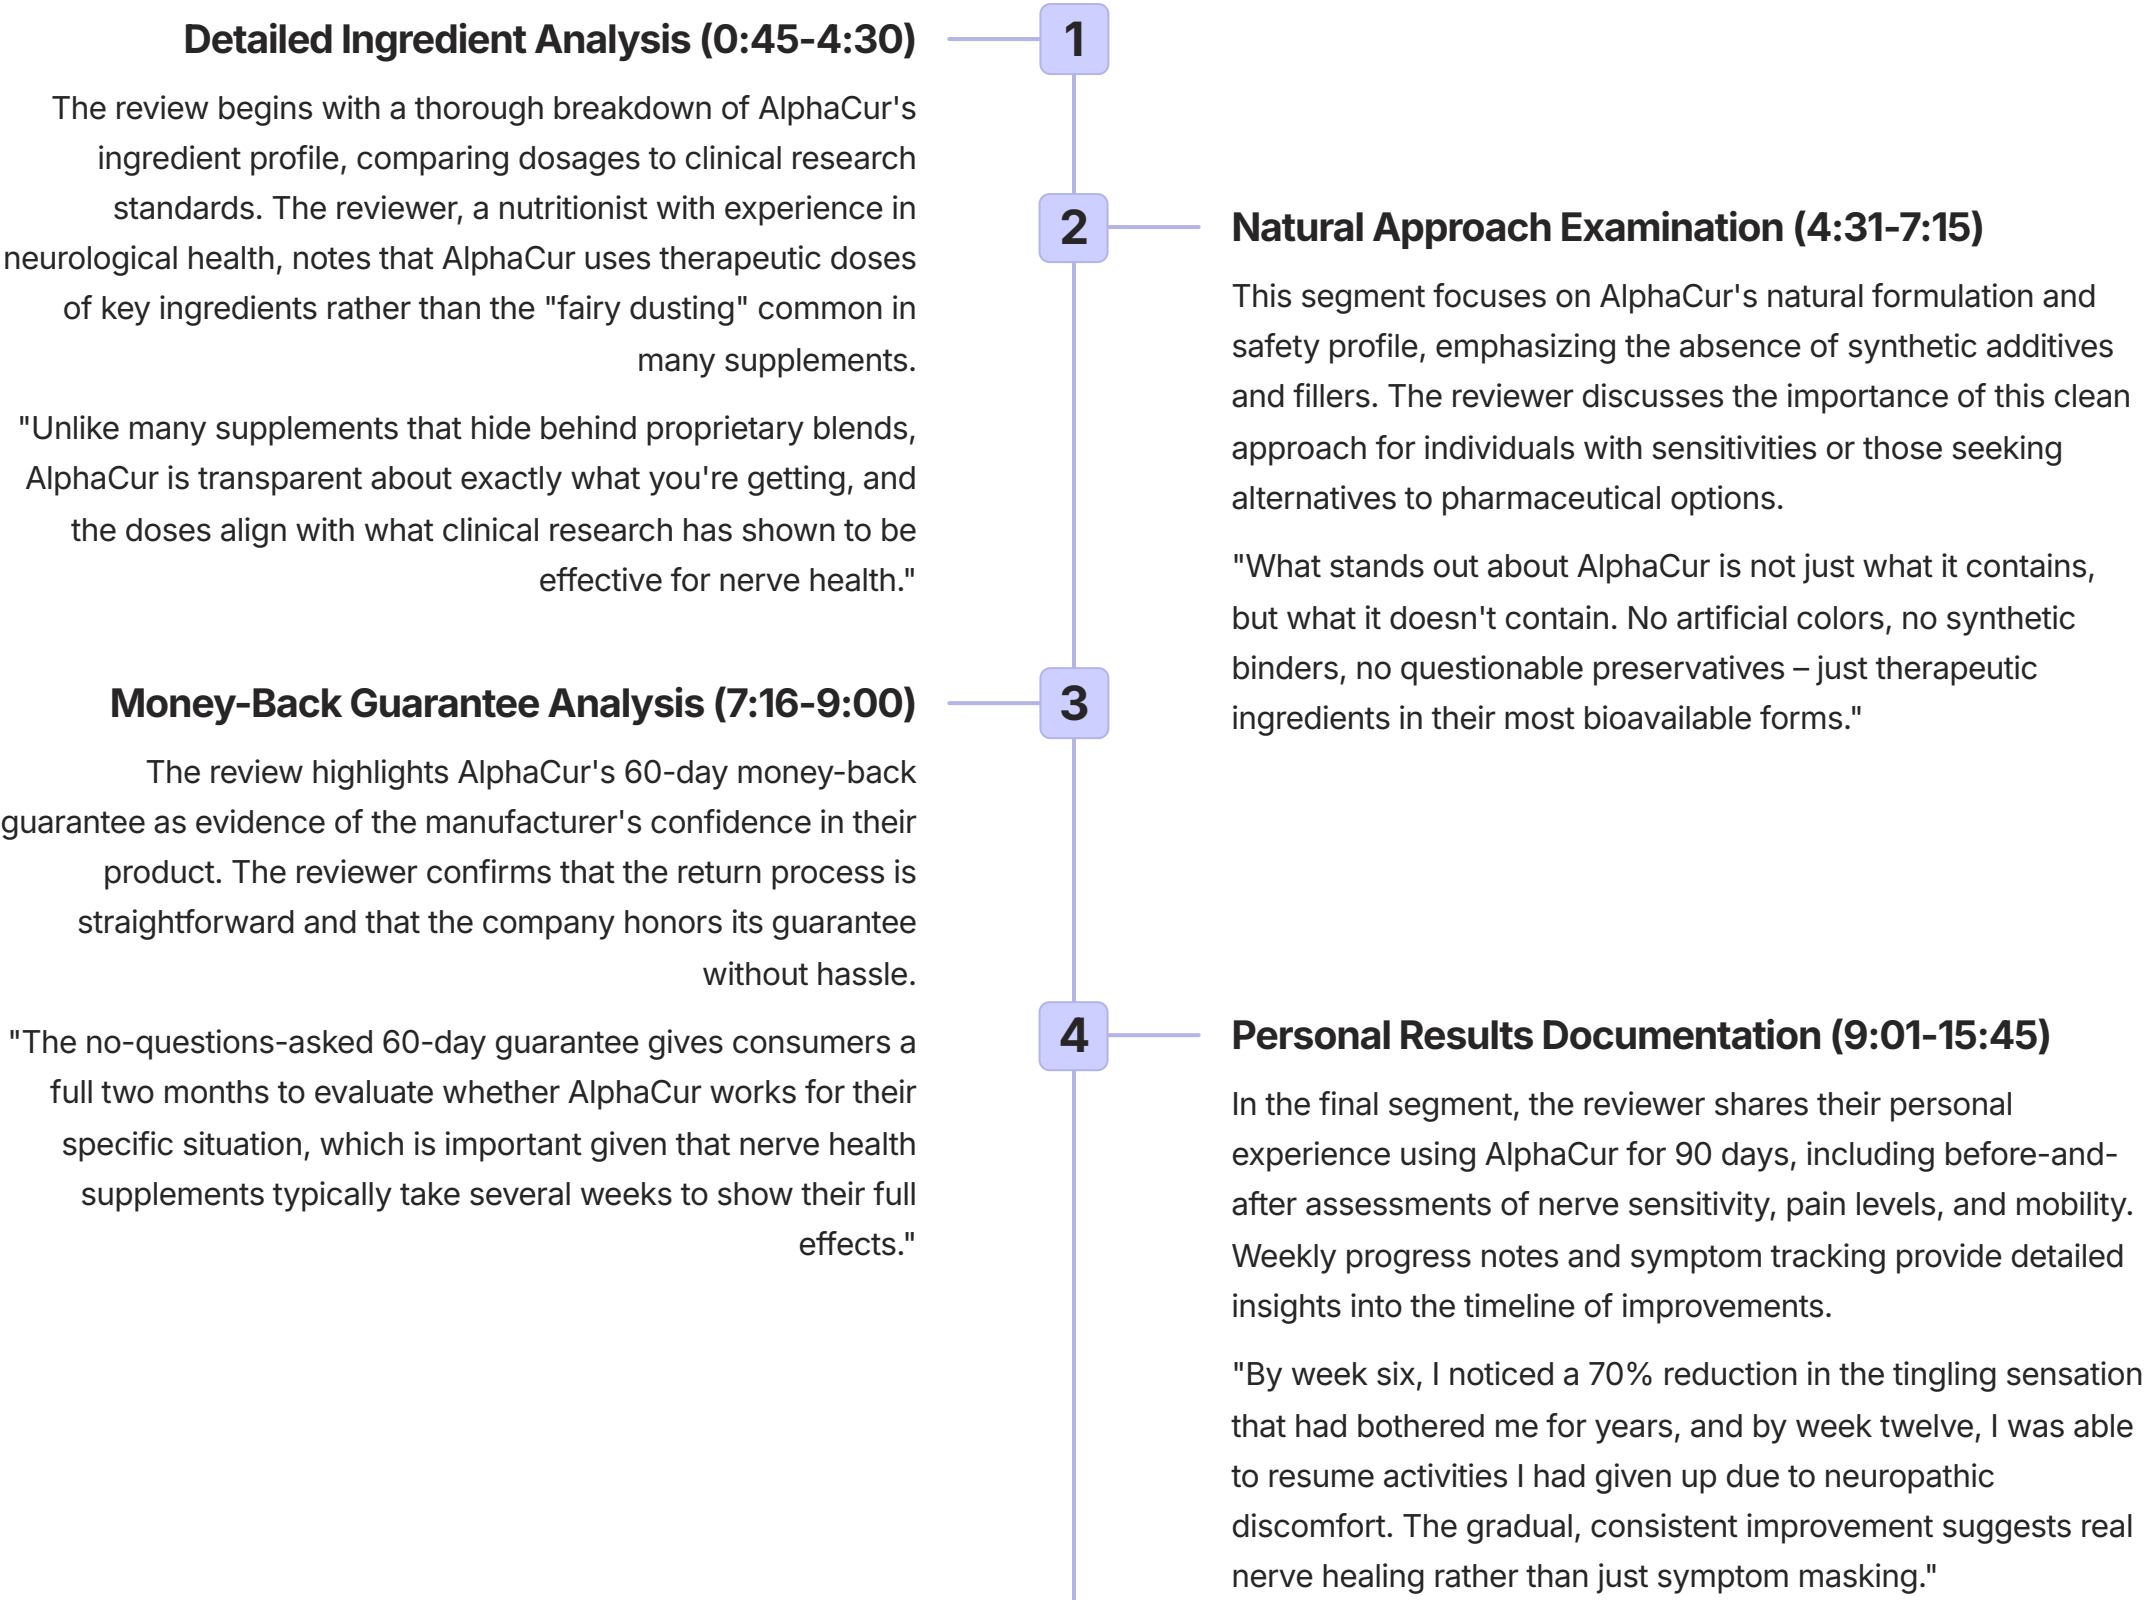 Detailed Ingredient Analysis (0:45-4:30)
1
The review begins with a thorough breakdown of AlphaCur's
ingredient profile, comparing dosages to clinical research
standards. The reviewer, a nutritionist with experience in
neurological health, notes that AlphaCur uses therapeutic doses
of key ingredients rather than the "fairy dusting" common in
many supplements.
"Unlike many supplements that hide behind proprietary blends,
AlphaCur is transparent about exactly what you're getting, and
the doses align with what clinical research has shown to be
effective for nerve health."
2
Natural Approach Examination (4:31-7:15)
This segment focuses on AlphaCur's natural formulation and
safety profile, emphasizing the absence of synthetic additives
and fillers. The reviewer discusses the importance of this clean
approach for individuals with sensitivities or those seeking
alternatives to pharmaceutical options.
"What stands out about AlphaCur is not just what it contains,
but what it doesn't contain. No artificial colors, no synthetic
binders, no questionable preservatives – just therapeutic
ingredients in their most bioavailable forms."
Money-Back Guarantee Analysis (7:16-9:00)
3
The review highlights AlphaCur's 60-day money-back
guarantee as evidence of the manufacturer's confidence in their
product. The reviewer confirms that the return process is
straightforward and that the company honors its guarantee
without hassle.
"The no-questions-asked 60-day guarantee gives consumers a
full two months to evaluate whether AlphaCur works for their
specific situation, which is important given that nerve health
supplements typically take several weeks to show their full
effects."
4
Personal Results Documentation (9:01-15:45)
In the final segment, the reviewer shares their personal
experience using AlphaCur for 90 days, including before-and-
after assessments of nerve sensitivity, pain levels, and mobility.
Weekly progress notes and symptom tracking provide detailed
insights into the timeline of improvements.
"By week six, I noticed a 70% reduction in the tingling sensation
that had bothered me for years, and by week twelve, I was able
to resume activities I had given up due to neuropathic
discomfort. The gradual, consistent improvement suggests real
nerve healing rather than just symptom masking."